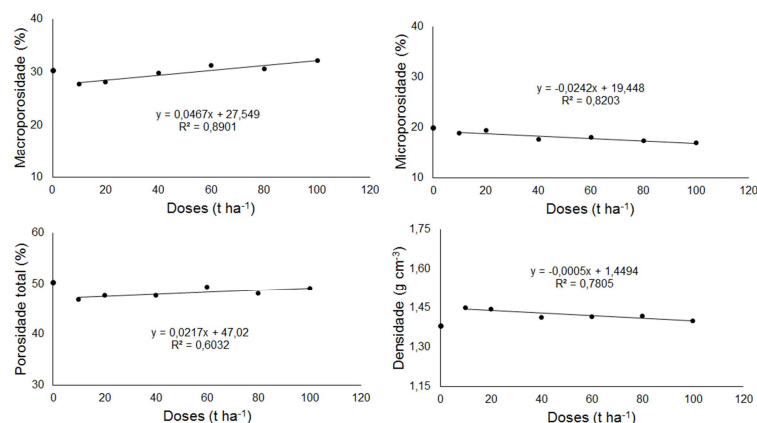 Macroporosidade (%)
40
30
20
10
y = 0,0467x + 27,549
R² = 0,8901
0 20 40 60 80 100 120
Doses (t ha⁻¹)
Microporosidade (%)
40
30
20
10
y = -0,0242x + 19,448
R² = 0,8203
0 20 40 60 80 100 120
Doses (t ha⁻¹)
Porosidade total (%)
60
50
40
30
y = 0,0217x + 47,02
R² = 0,6032
0 20 40 60 80 100 120
Doses (t ha⁻¹)
Densidade (g cm⁻³)
1,75
1,60
1,45
1,30
1,15
y = -0,0005x + 1,4494
R² = 0,7805
0 20 40 60 80 100 120
Doses (t ha⁻¹)